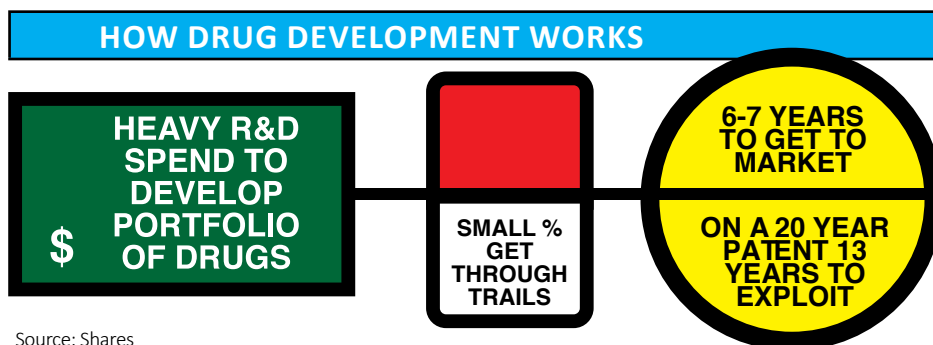 HOW DRUG DEVELOPMENT WORKS
HEAVY R&D
SPEND TO
DEVELOP
PORTFOLIO
OF DRUGS
$
SMALL %
GET
THROUGH
TRAILS
6-7 YEARS
TO GET TO
MARKET
ON A 20 YEAR
PATENT 13
YEARS TO
EXPLOIT
Source: Shares